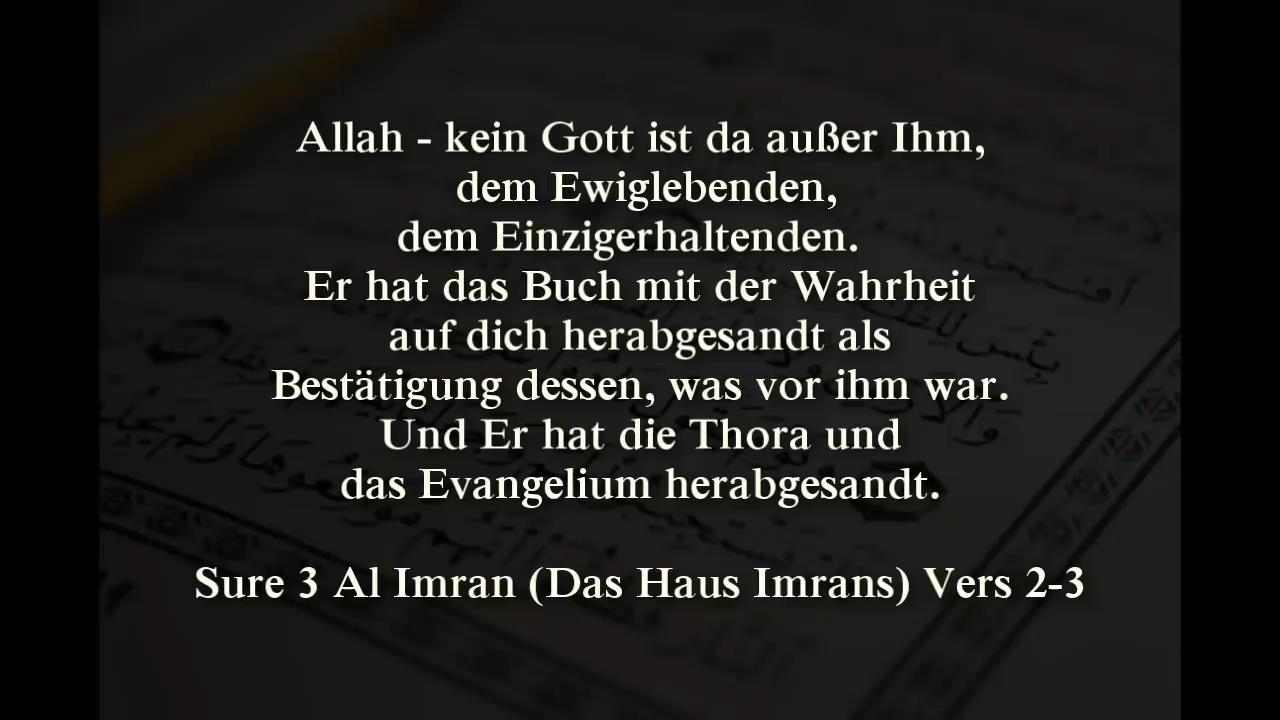 Allah - kein Gott ist da außer Ihm,
dem Ewiglebenden,
dem Einzigerhaltenden.
Er hat das Buch mit der Wahrheit
auf dich herabgesandt als
Bestätigung dessen, was vor ihm war.
Und Er hat die Thora und
das Evangelium herabgesandt.
Sure 3 Al Imran (Das Haus Imrans) Vers 2-3